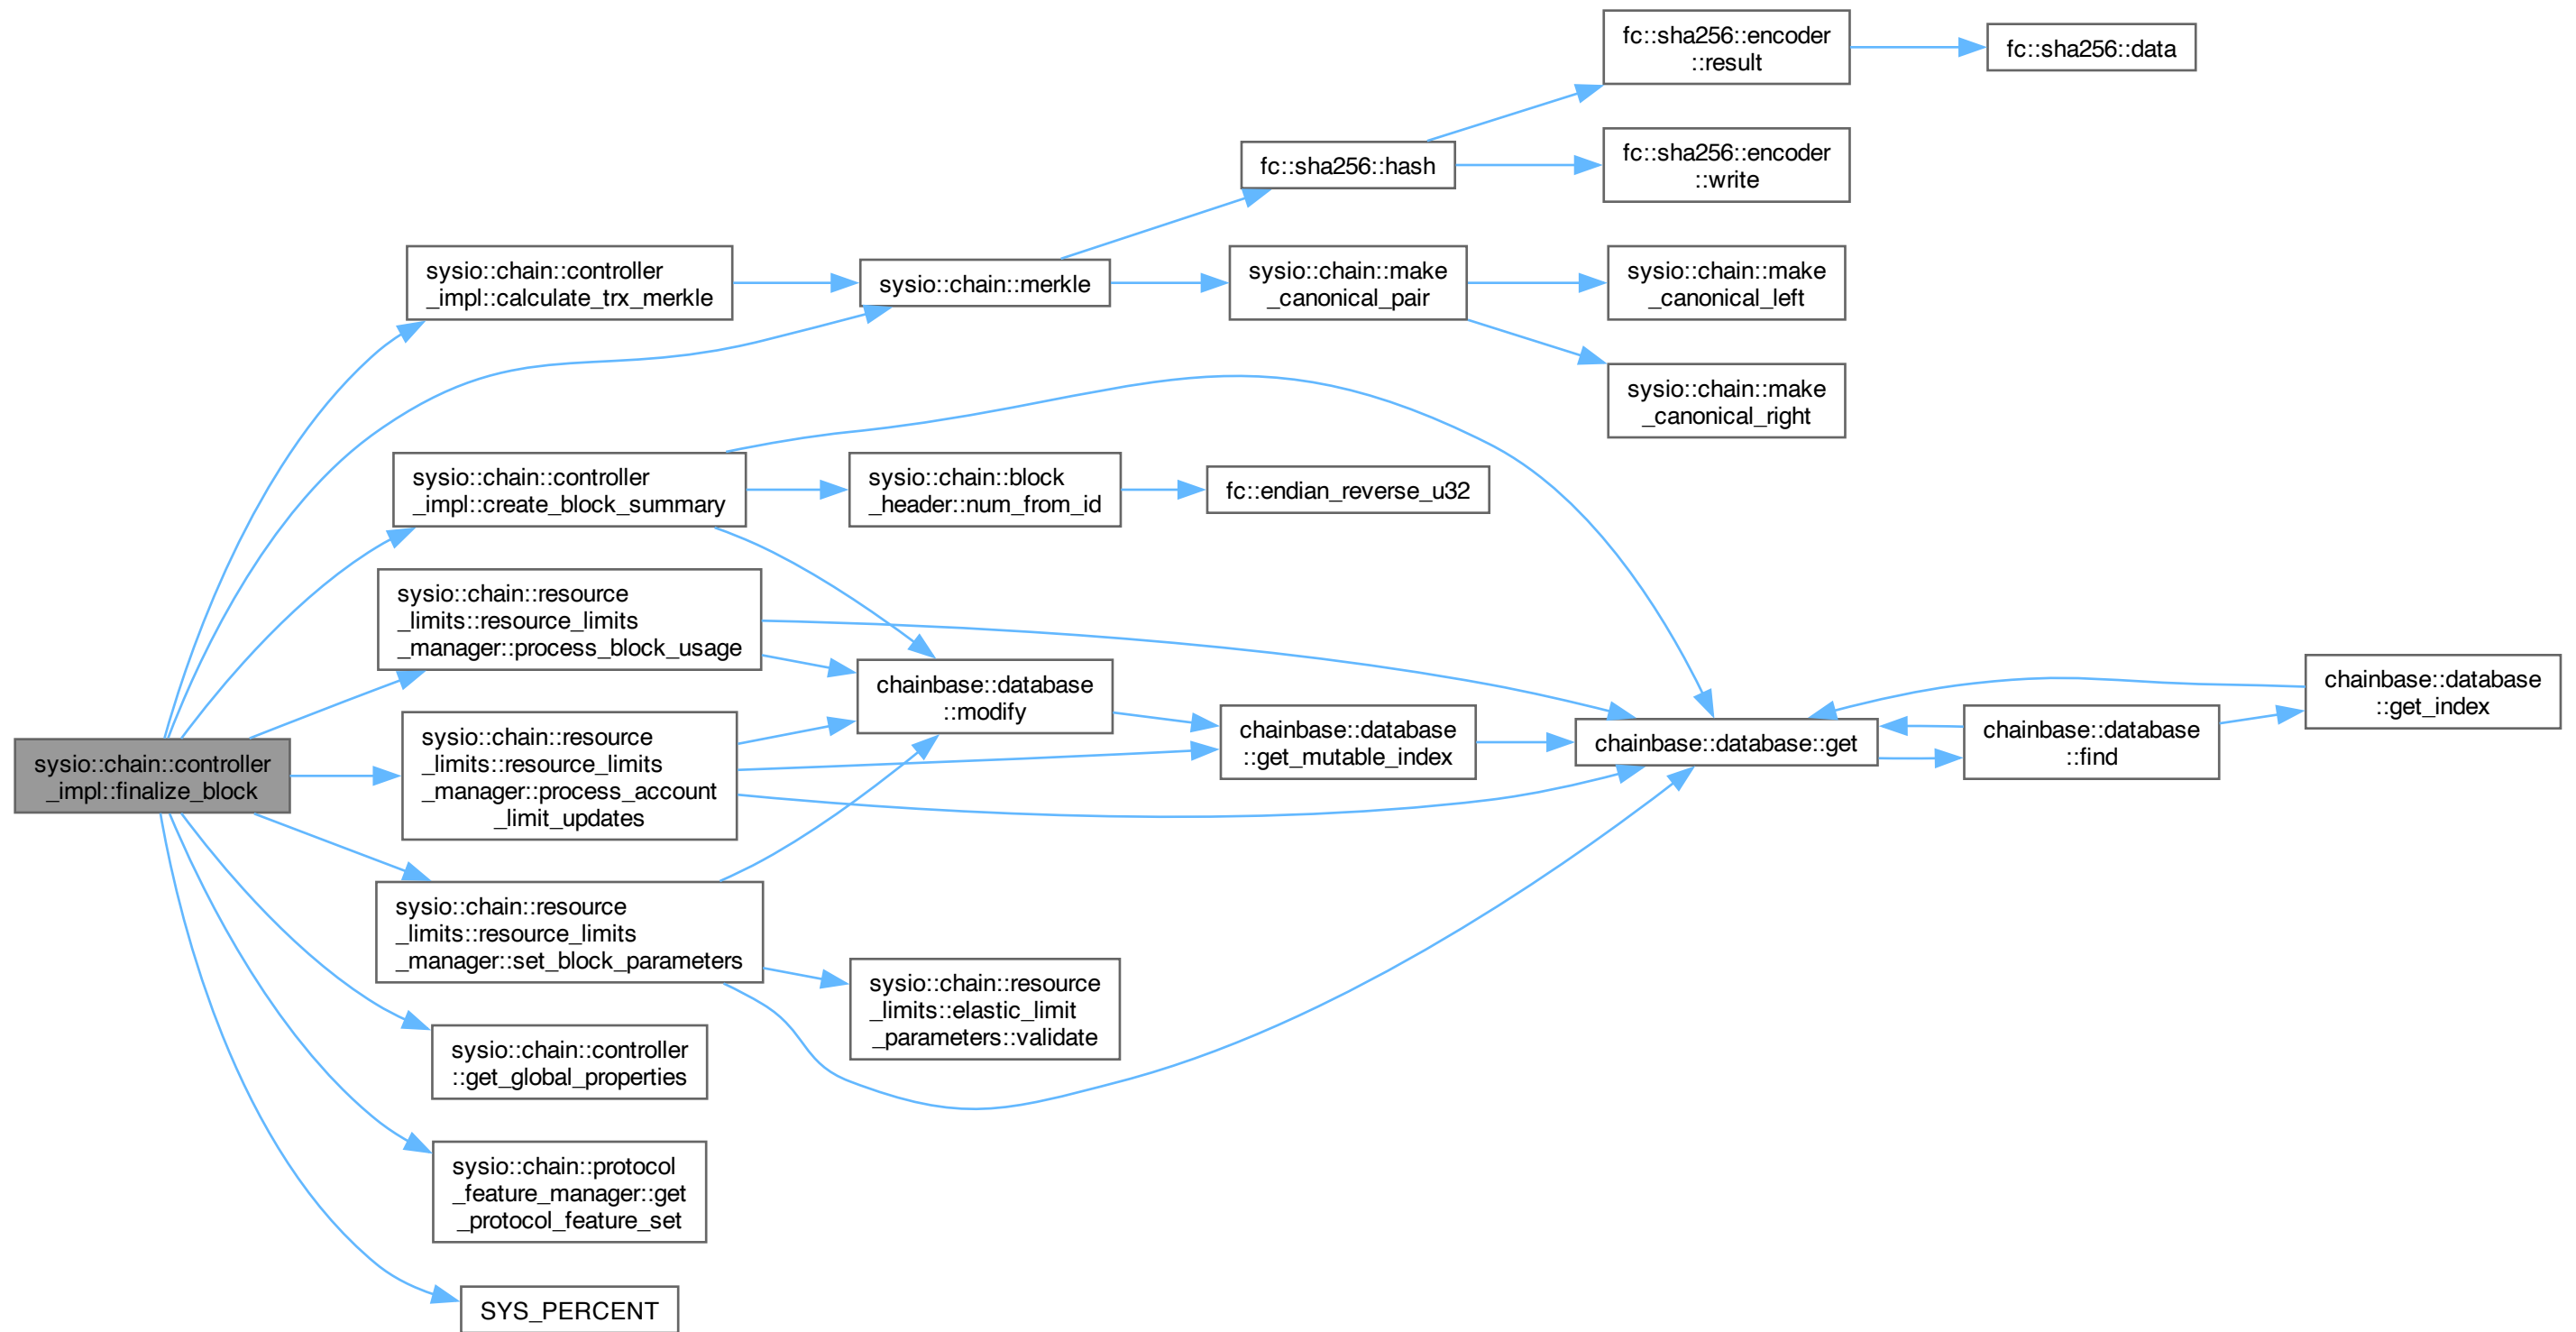 sysio::chain::controller
_impl::finalize_block
sysio::chain::controller
_impl::calculate_trx_merkle
sysio::chain::merkle
fc::sha256::hash
fc::sha256::encoder
::result
fc::sha256::data
fc::sha256::encoder
::write
sysio::chain::make
_canonical_pair
sysio::chain::make
_canonical_left
sysio::chain::make
_canonical_right
sysio::chain::controller
_impl::create_block_summary
sysio::chain::block
_header::num_from_id
fc::endian_reverse_u32
sysio::chain::resource
_limits::resource_limits
_manager::process_block_usage
chainbase::database
::modify
chainbase::database
::get_mutable_index
chainbase::database::get
chainbase::database
::find
chainbase::database
::get_index
sysio::chain::resource
_limits::resource_limits
_manager::process_account
_limit_updates
sysio::chain::resource
_limits::resource_limits
_manager::set_block_parameters
sysio::chain::resource
_limits::elastic_limit
_parameters::validate
sysio::chain::controller
::get_global_properties
sysio::chain::protocol
_feature_manager::get
_protocol_feature_set
SYS_PERCENT